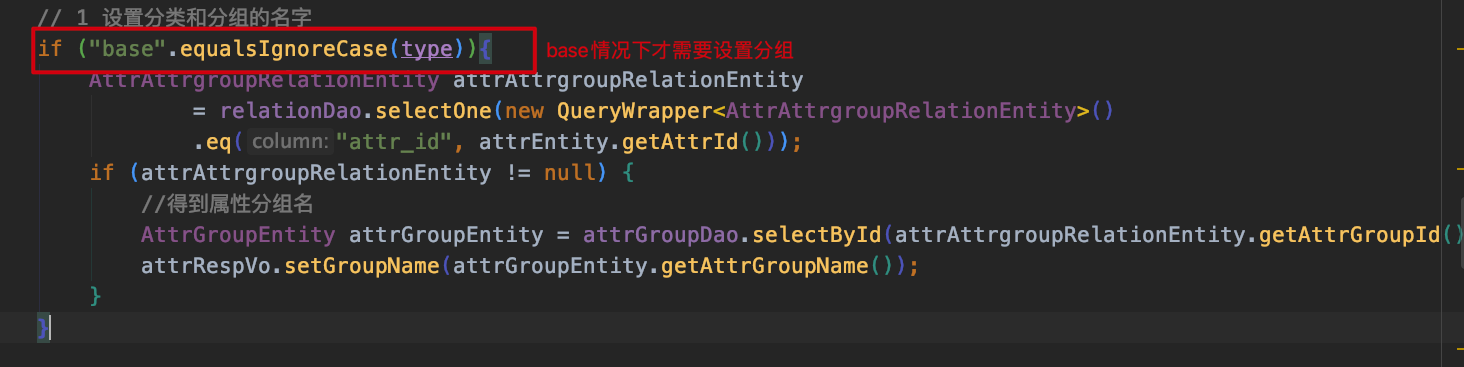 // 1 设置分类和分组的名字
if ("base".equalsIgnoreCase(type)){ base情况下才需要设置分组
AttrAttrgroupRelationEntity attrAttrgroupRelationEntity
= relationDao.selectOne(new QueryWrapper<AttrAttrgroupRelationEntity>()
.eq( column: "attr_id", attrEntity.getAttrId()));
if (attrAttrgroupRelationEntity != null) {
//得到属性分组名
AttrGroupEntity attrGroupEntity = attrGroupDao.selectById(attrAttrgroupRelationEntity.getAttrGroupId()
attrRespVo.setGroupName(attrGroupEntity.getAttrGroupName());
}
}